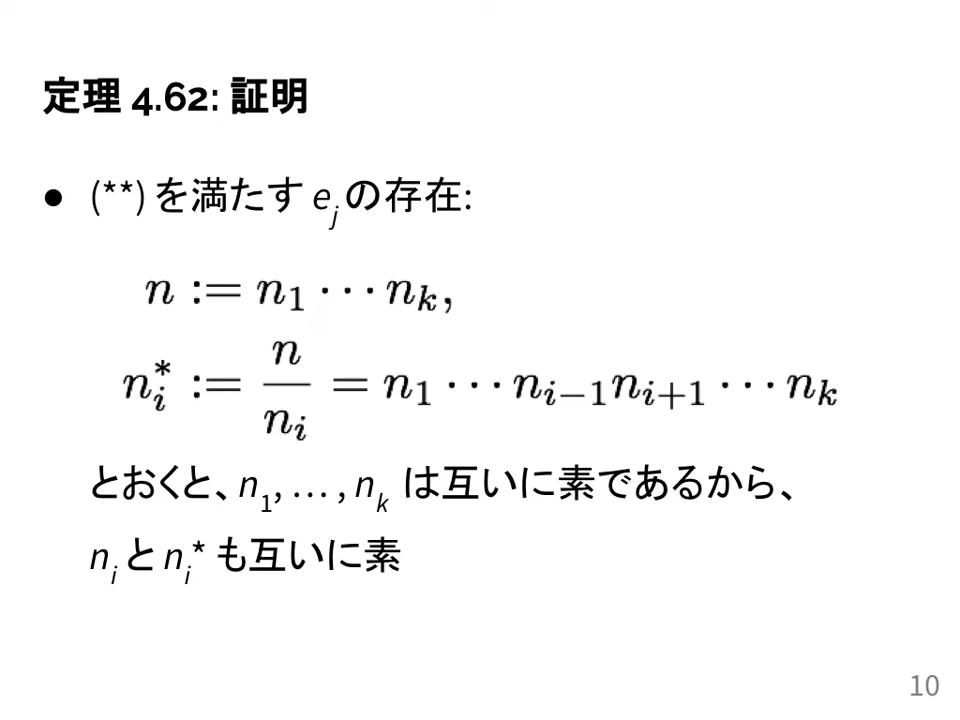 定理 4.62: 証明
● (**) を満たす e_j の存在:
n := n_1 ⋯ n_k,
n_i^* := \frac{n}{n_i} = n_1 ⋯ n_{i−1} n_{i+1} ⋯ n_k
とおくと、n_1, … , n_k は互いに素であるから、
n_i と n_i* も互いに素
10